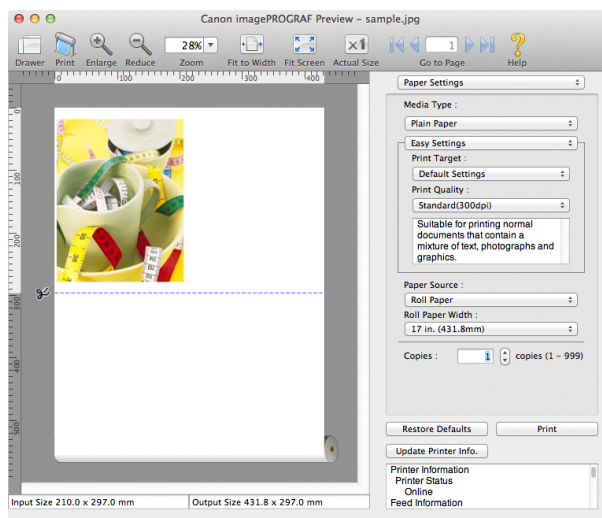 Canon imagePROGRAF Preview - sample.jpg
28%
1
Drawer Print Enlarge Reduce Zoom Fit to Width Fit Screen Actual Size Go to Page Help
0 100 200 300 400
0
100
200
300
400
500
Paper Settings
Media Type :
Plain Paper
Easy Settings
Print Target :
Default Settings
Print Quality :
Standard(300dpi)
Suitable for printing normal
documents that contain a
mixture of text, photographs and
graphics.
Paper Source :
Roll Paper
Roll Paper Width :
17 in. (431.8mm)
Copies : 1 copies (1 – 999)
Restore Defaults Print
Update Printer Info.
Printer Information
Printer Status
Online
Feed Information
Input Size 210.0 x 297.0 mm Output Size 431.8 x 297.0 mm